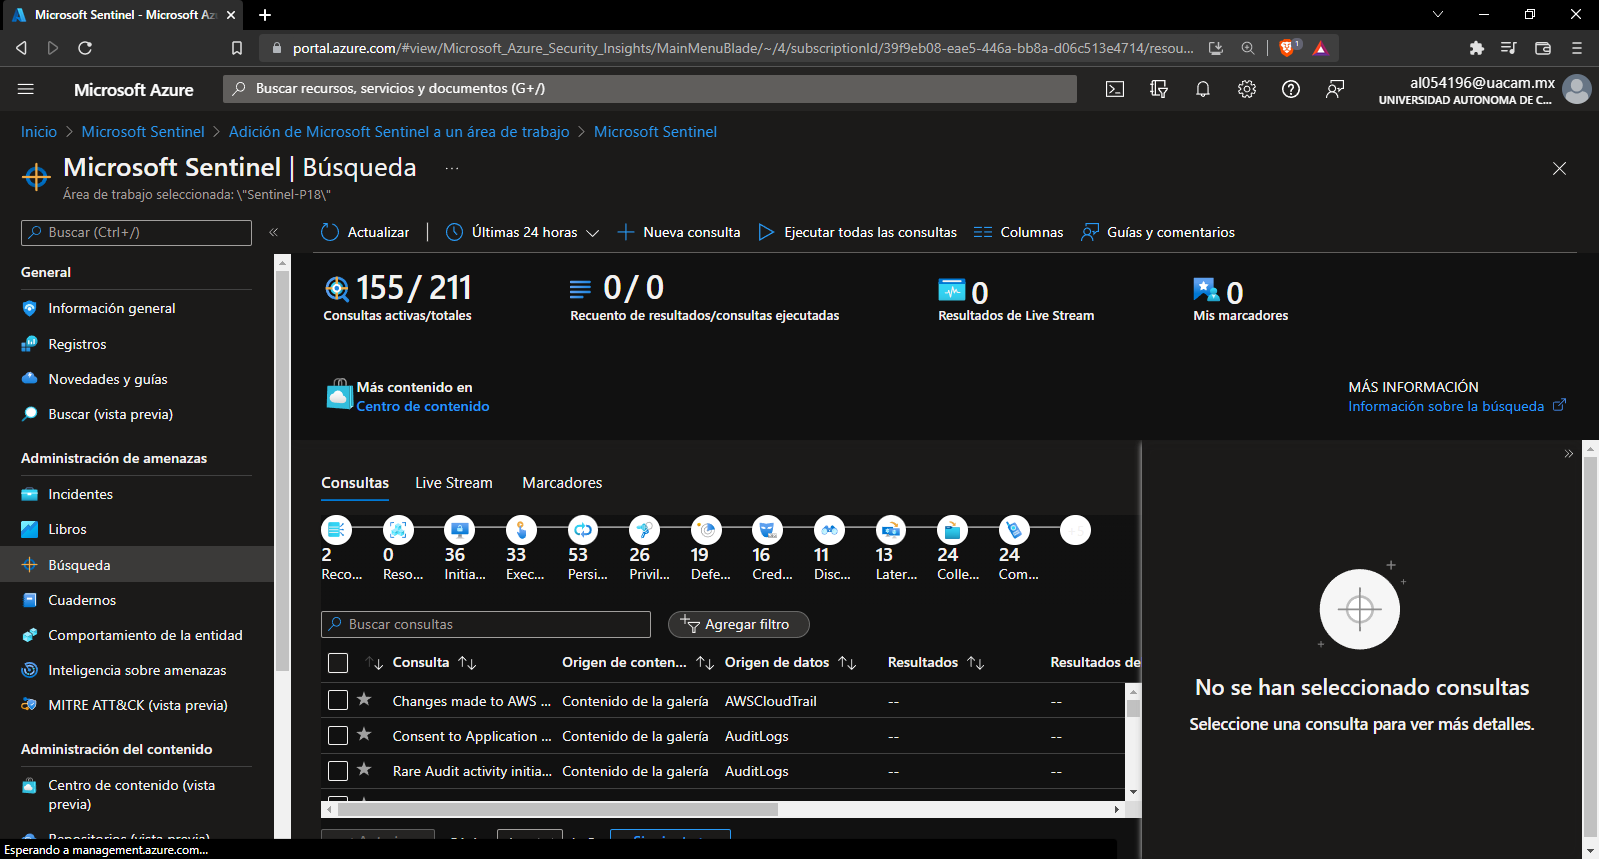 Microsoft Sentinel - Microsoft Az
portal.azure.com/#view/Microsoft_Azure_Security_Insights/MainMenuBlade/~/4/subscriptionId/39f9eb08-eae5-446a-bb8a-d06c513e4714/resou...
1
Microsoft Azure
Buscar recursos, servicios y documentos (G+/)
al054196@uacam.mx
UNIVERSIDAD AUTONOMA DE C...
Inicio > Microsoft Sentinel > Adición de Microsoft Sentinel a un área de trabajo > Microsoft Sentinel
Microsoft Sentinel | Búsqueda ...
Área de trabajo seleccionada: \"Sentinel-P18\"
Buscar (Ctrl+/)
«
General
Información general
Registros
Novedades y guías
Buscar (vista previa)
Administración de amenazas
Incidentes
Libros
Búsqueda
Cuadernos
Comportamiento de la entidad
Inteligencia sobre amenazas
MITRE ATT&CK (vista previa)
Administración del contenido
Centro de contenido (vista
previa)
Repositorios (vista previa)
Esperando a management.azure.com...
Actualizar | Últimas 24 horas Nueva consulta Ejecutar todas las consultas Columnas Guías y comentarios
155 / 211
Consultas activas/totales
0/ 0
Recuento de resultados/consultas ejecutadas
0
Resultados de Live Stream
0
Mis marcadores
Más contenido en
Centro de contenido
MÁS INFORMACIÓN
Información sobre la búsqueda
Consultas Live Stream Marcadores
2 0 36 33 53 26 19 16 11 13 24 24
Reco... Reso... Initia... Exec... Persi... Privil... Defe... Cred... Disc... Later... Colle... Com...
Buscar consultas
Agregar filtro
Consulta Origen de conten... Origen de datos Resultados Resultados de
Changes made to AWS ... Contenido de la galería AWSCloudTrail -- --
Consent to Application ... Contenido de la galería AuditLogs -- --
Rare Audit activity initia... Contenido de la galería AuditLogs -- --
»
No se han seleccionado consultas
Seleccione una consulta para ver más detalles.